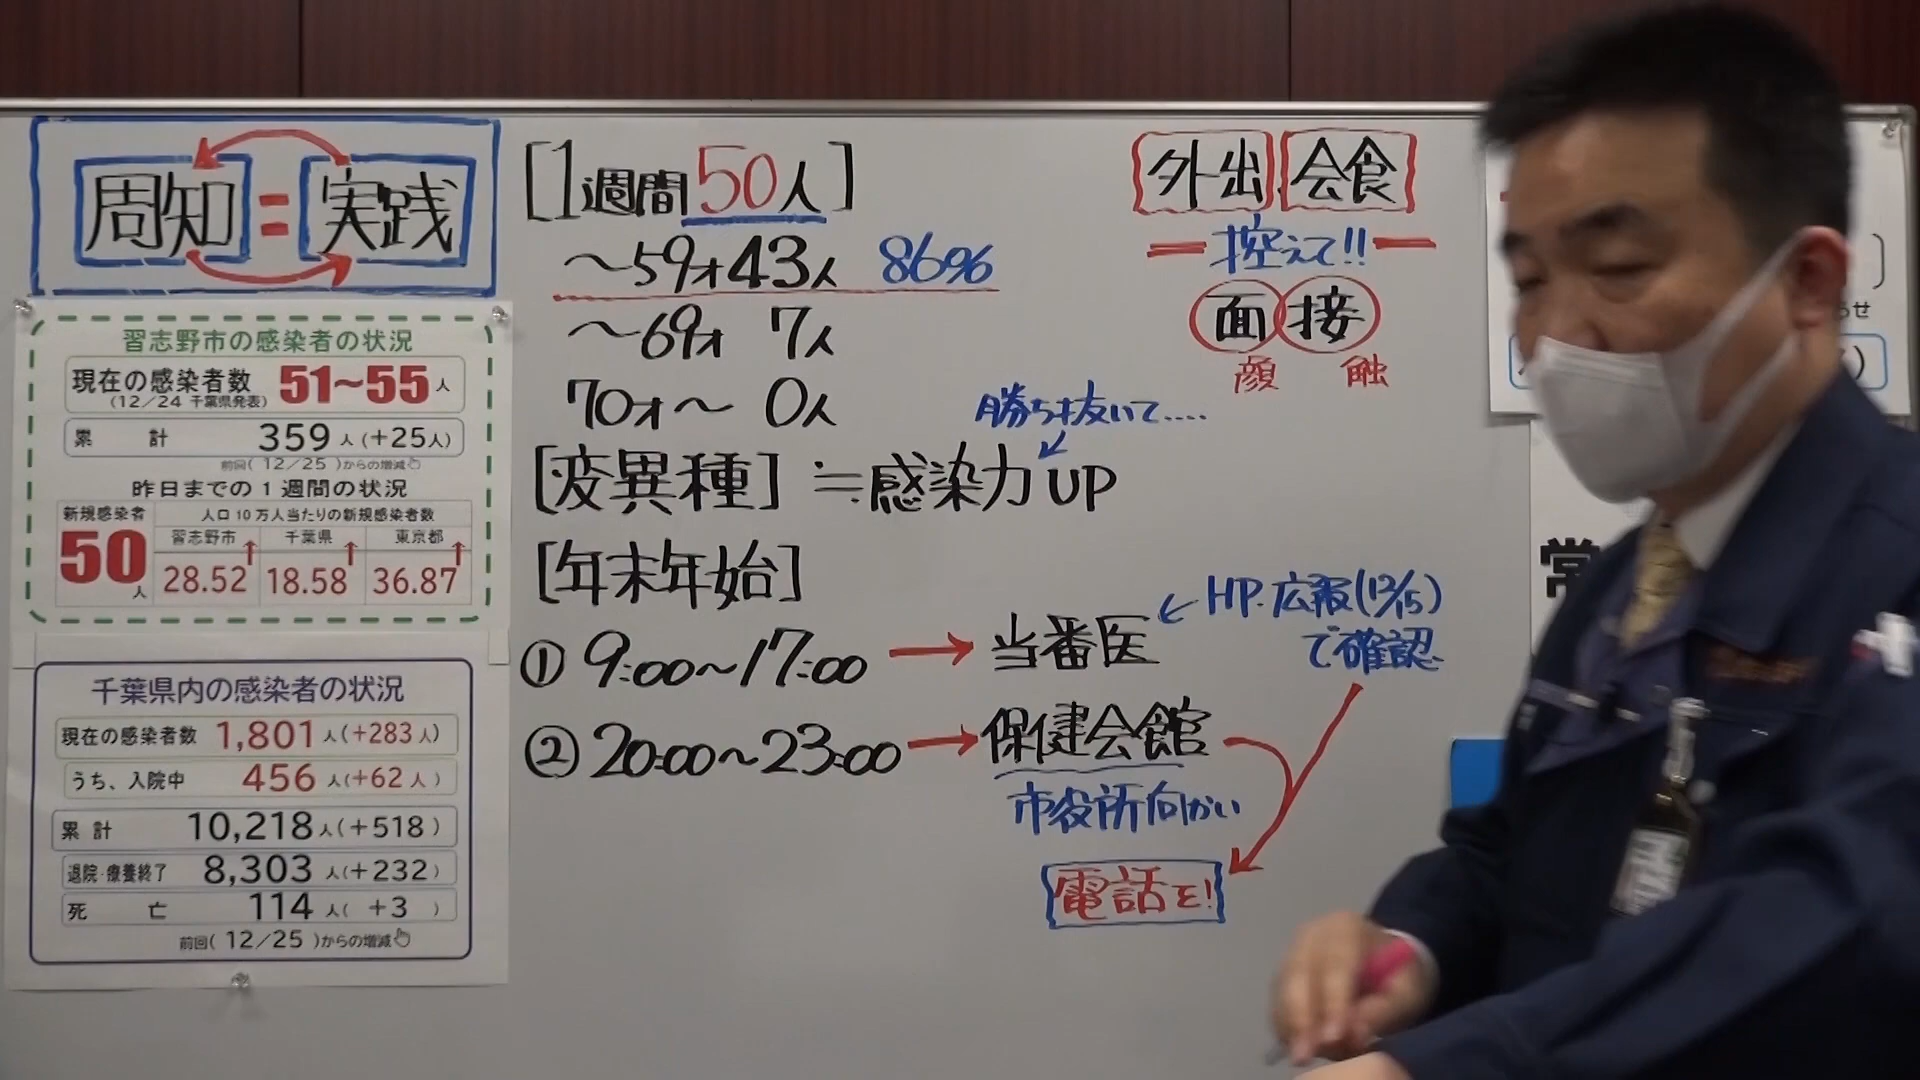 周知=実践
習志野市の感染者の状況
現在の感染者数 51~55人
(12/24 千葉県発表)
累計 359人(+25人)
前回(12/25)からの増減
昨日までの1週間の状況
新規感染者 人口10万人当たりの新規感染者数
習志野市↑ 千葉県↑ 東京都↑
50人 28.52 18.58 36.87
千葉県内の感染者の状況
現在の感染者数 1,801人(+283人)
うち、入院中 456人(+62人)
累計 10,218人(+518)
退院・療養終了 8,303人(+232)
死亡 114人(+3)
前回(12/25)からの増減
[1週間50人]
~59才43人 86%
~69才 7人
70才~ 0人
勝ち抜いて....
[変異種]≒感染力UP
[年末年始]
①9:00~17:00→当番医
←HP.広報(12/15)
で確認
②20:00~23:00→保健会館
市役所向かい
電話を!
外出.会食
控えて!!
面接
顔 触
常